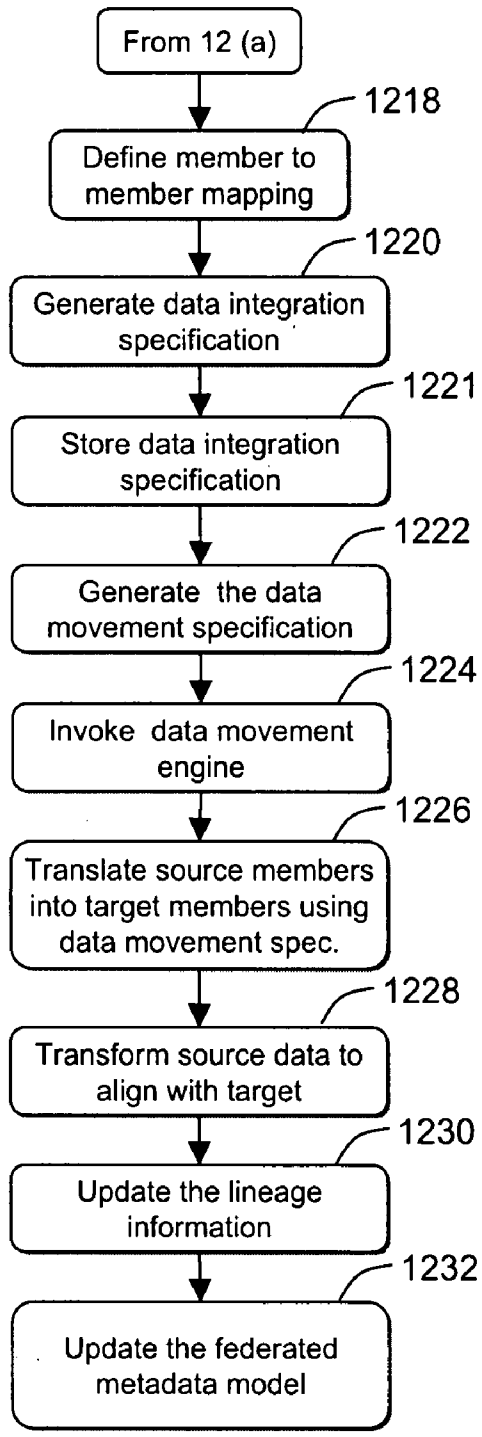 From 12 (a)
1218
Define member to
member mapping
1220
Generate data integration
specification
1221
Store data integration
specification
1222
Generate the data
movement specification
1224
Invoke data movement
engine
1226
Translate source members
into target members using
data movement spec.
1228
Transform source data to
align with target
1230
Update the lineage
information
1232
Update the federated
metadata model